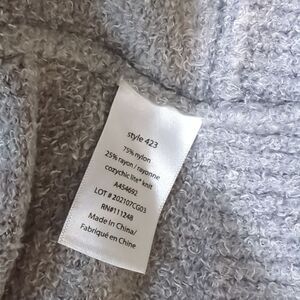 style 423
75% nylon
25% rayon / rayonne
cozychic lite® knit
A454692
LOT # 202107CG03
RN#111248
Made In China/
Fabriqué en Chine